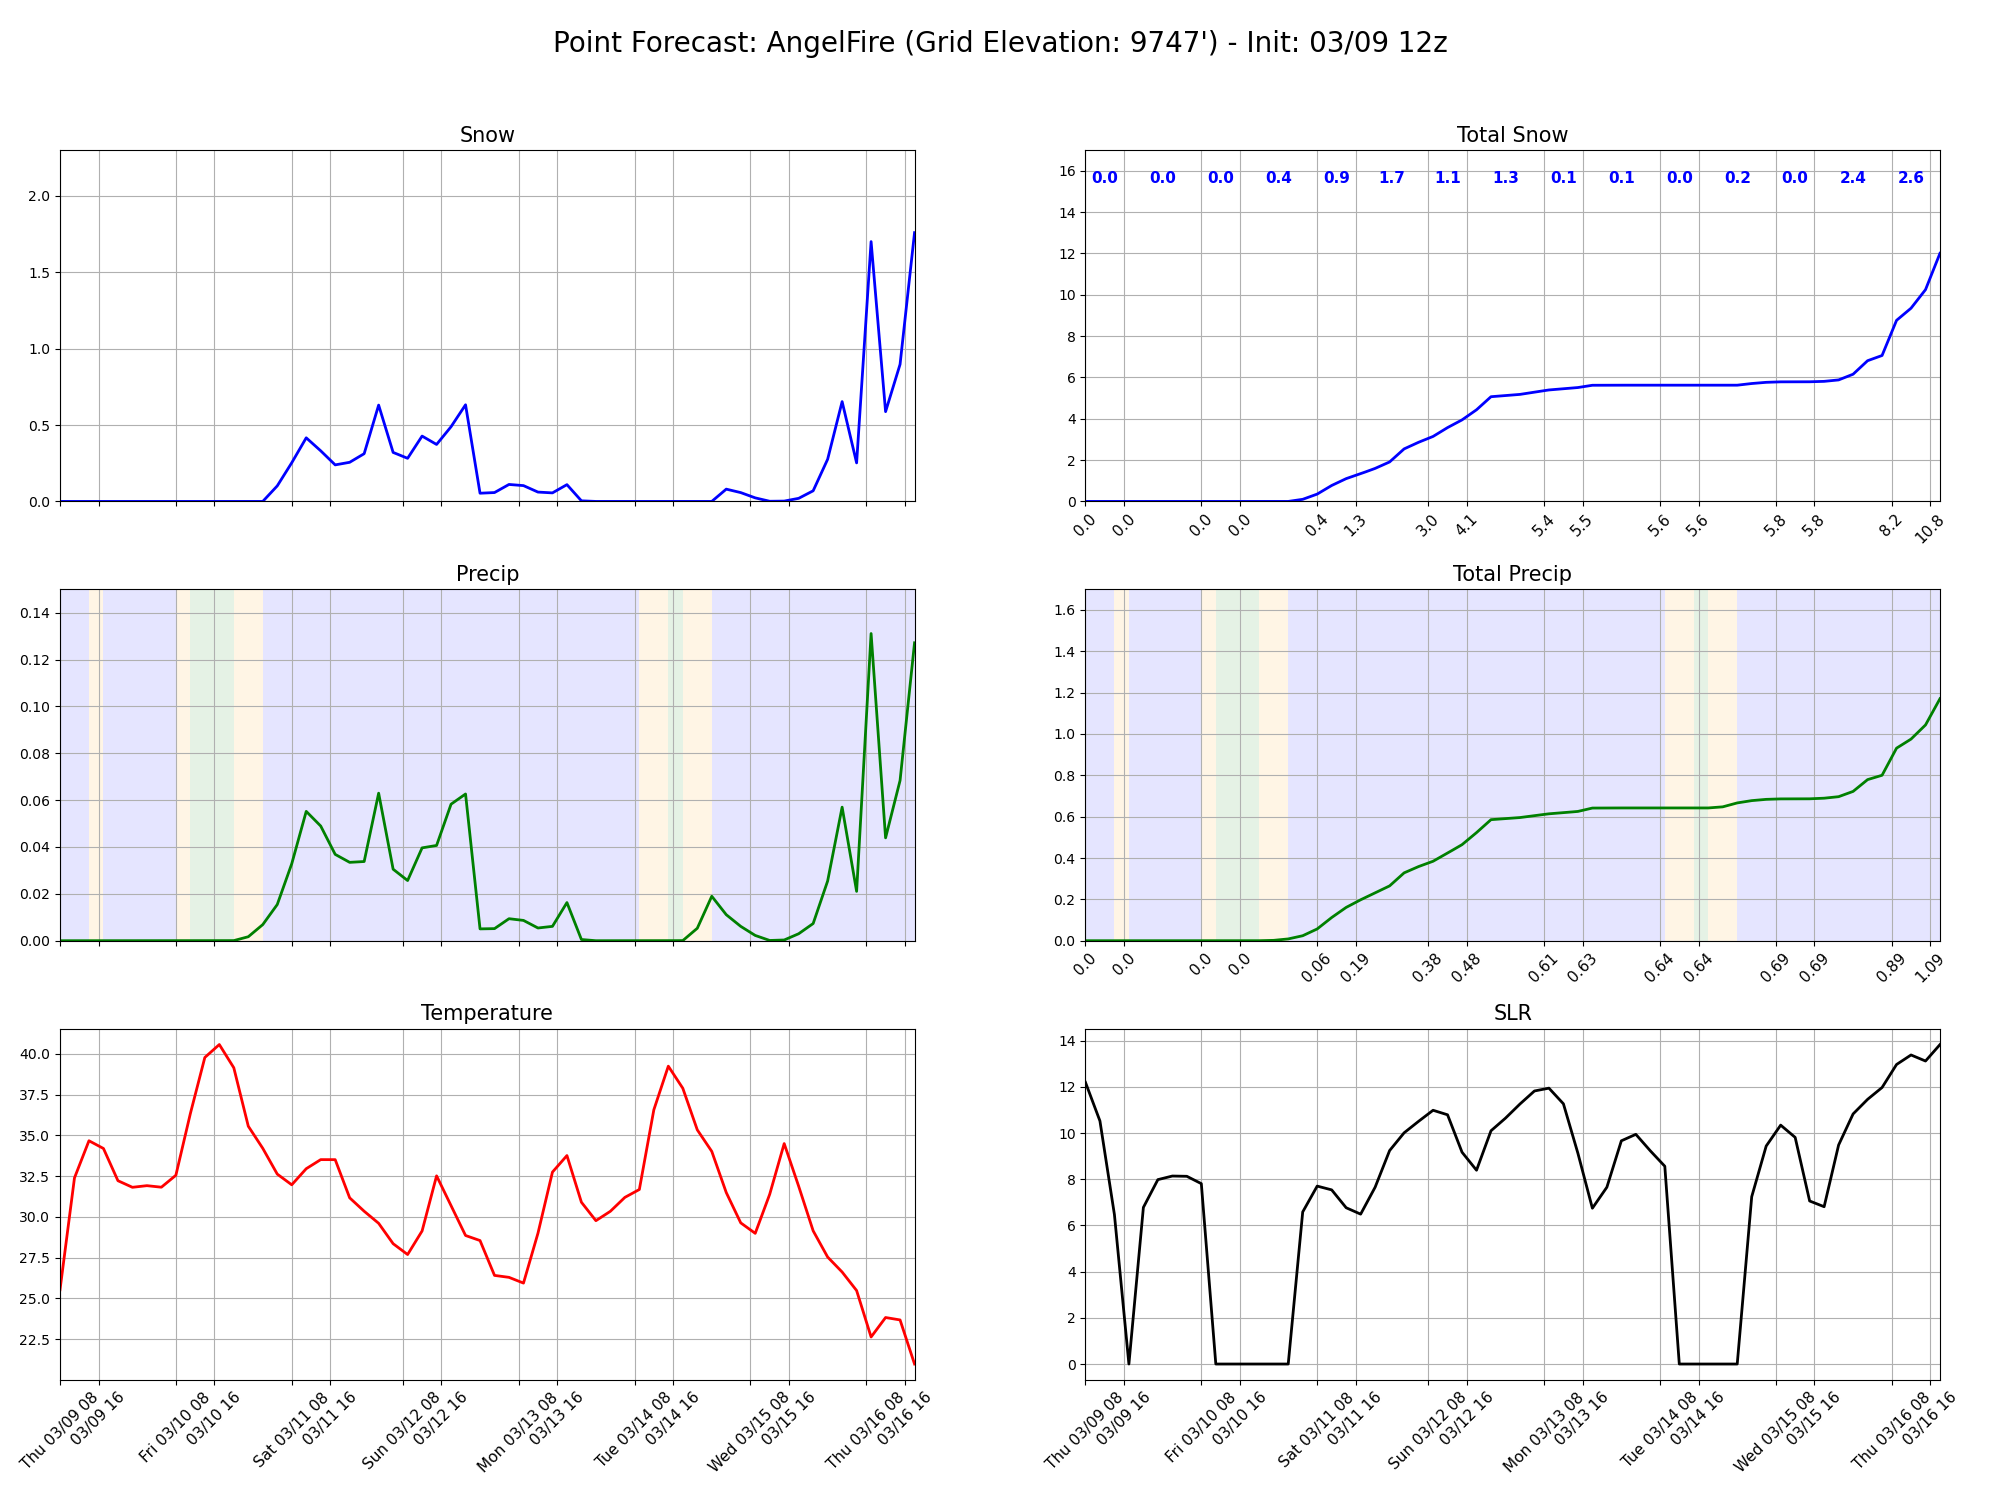 Point Forecast: AngelFire (Grid Elevation: 9747') - Init: 03/09 12z
Snow
2.0
1.5
1.0
0.5
0.0
Total Snow
16
14
12
10
8
6
4
2
0
0.0 0.0 0.0 0.4 0.9 1.7 1.1 1.3 0.1 0.1 0.0 0.2 0.0 2.4 2.6
0.0 0.0 0.0 0.0 0.4 1.3 3.0 4.1 5.4 5.5 5.6 5.6 5.8 5.8 8.2 10.8
Precip
0.14
0.12
0.10
0.08
0.06
0.04
0.02
0.00
Total Precip
1.6
1.4
1.2
1.0
0.8
0.6
0.4
0.2
0.0
0.0 0.0 0.0 0.0 0.06 0.19 0.38 0.48 0.61 0.63 0.64 0.64 0.69 0.69 0.89 1.09
Temperature
40.0
37.5
35.0
32.5
30.0
27.5
25.0
22.5
Thu 03/09 08
03/09 16
Fri 03/10 08
03/10 16
Sat 03/11 08
03/11 16
Sun 03/12 08
03/12 16
Mon 03/13 08
03/13 16
Tue 03/14 08
03/14 16
Wed 03/15 08
03/15 16
Thu 03/16 08
03/16 16
SLR
14
12
10
8
6
4
2
0
Thu 03/09 08
03/09 16
Fri 03/10 08
03/10 16
Sat 03/11 08
03/11 16
Sun 03/12 08
03/12 16
Mon 03/13 08
03/13 16
Tue 03/14 08
03/14 16
Wed 03/15 08
03/15 16
Thu 03/16 08
03/16 16